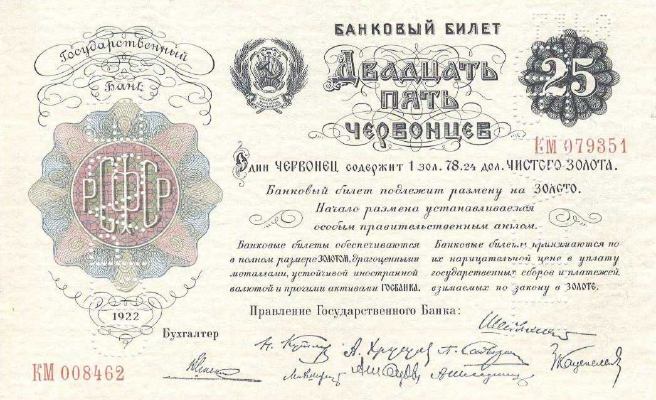 Государственный
Банк
БАНКОВЫЙ БИЛЕТ
Двадцать
пять
червонцев
25
КМ 079351
Один ЧЕРВОНЕЦ содержит 1 зол. 78.24 дол. ЧИСТОГО ЗОЛОТА.
Банковый билет подлежит размену на ЗОЛОТО.
Начало размена устанавливается
особым правительственным актом.
РСФСР
Банковые билеты обеспечиваются
в полном размере ЗОЛОТОМ, драгоценными
металлами, устойчивой иностранной
валютой и прочими активами ГОСБАНКА.
Банковые билеты принимаются по
их нарицательной цене в уплату
государственных сборов и платежей,
взимаемых по закону в ЗОЛОТЕ.
1922
Правление Государственного Банка:
Бухгалтер
КМ 008462